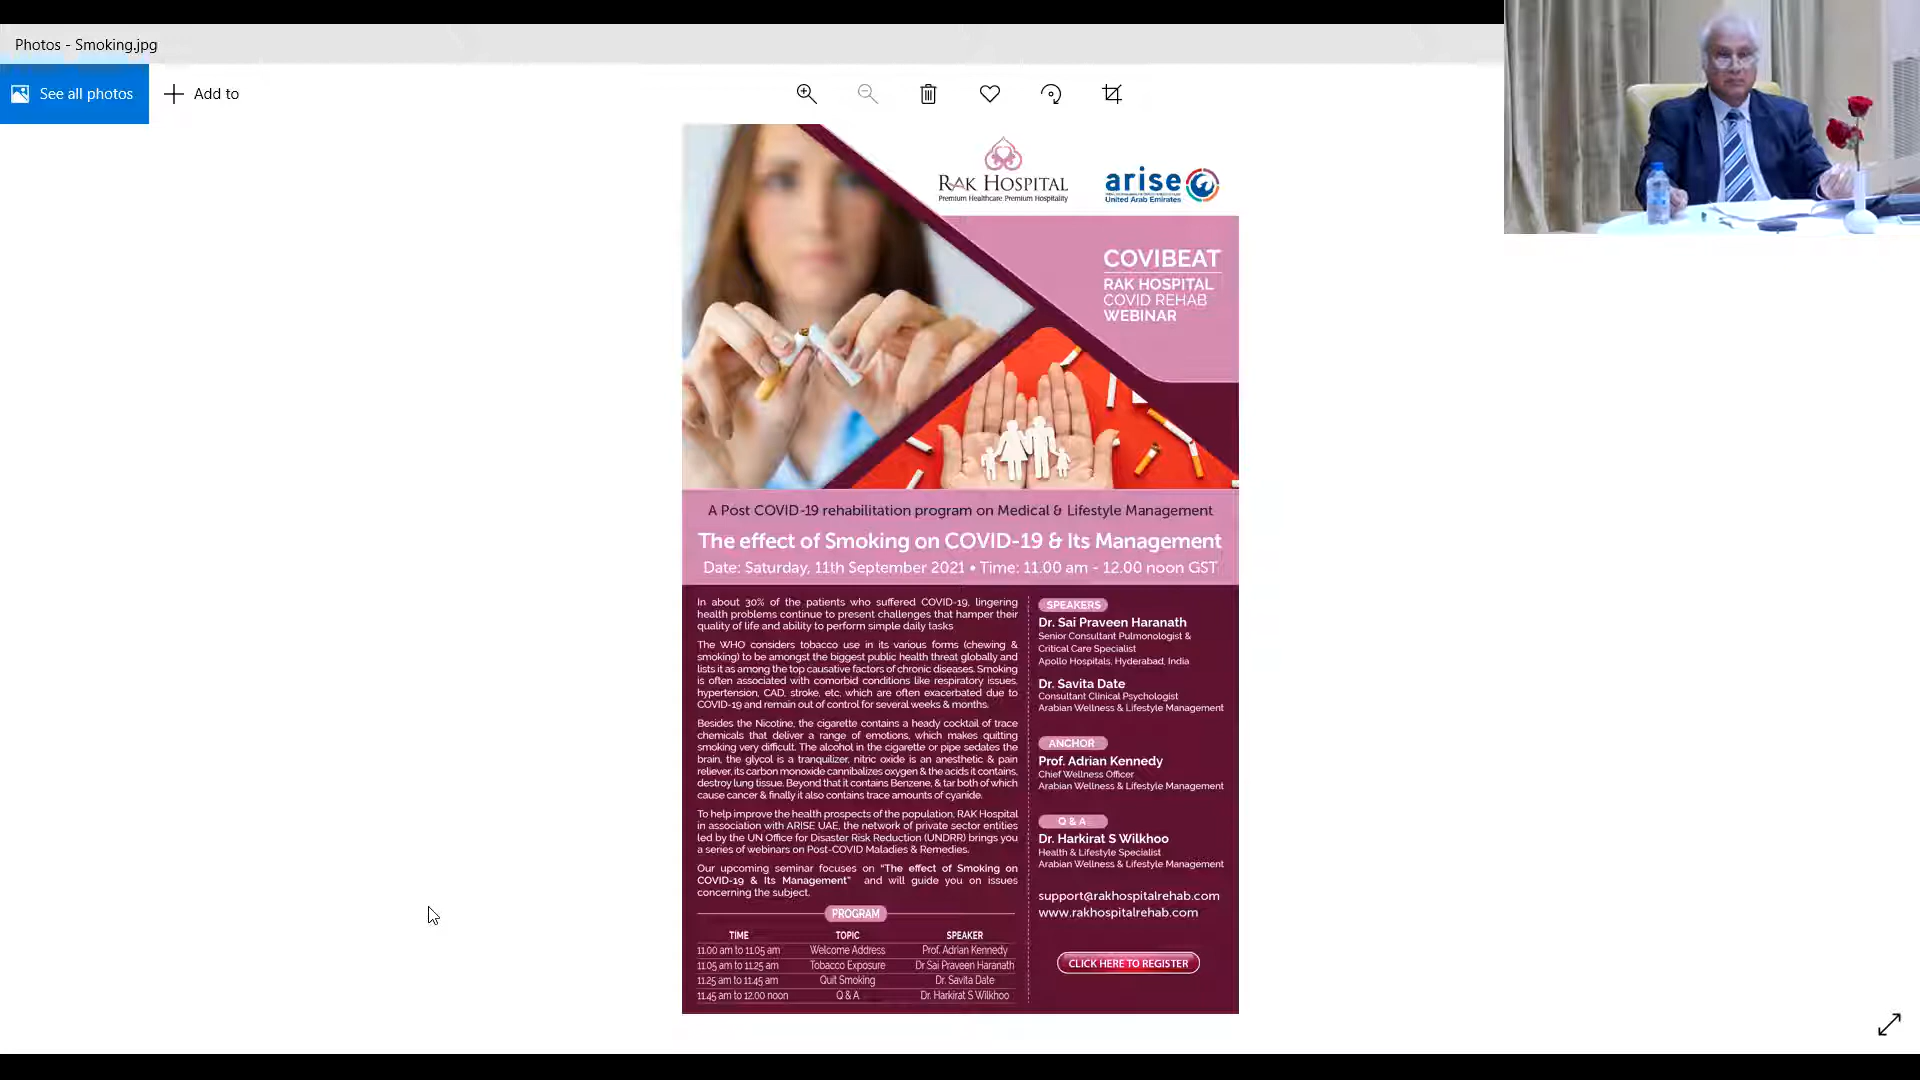 Photos - Smoking.jpg
See all photos
Add to
RAK HOSPITAL
Premium Healthcare Premium Hospitality
arise
United Arab Emirates
COVIBEAT
RAK HOSPITAL
COVID REHAB
WEBINAR
A Post COVID-19 rehabilitation program on Medical & Lifestyle Management
The effect of Smoking on COVID-19 & Its Management
Date: Saturday, 11th September 2021 • Time: 11.00 am - 12.00 noon GST
In about 30% of the patients who suffered COVID-19, lingering
health problems continue to present challenges that hamper their
quality of life and ability to perform simple daily tasks
The WHO considers tobacco use in its various forms (chewing &
smoking) to be amongst the biggest public health threat globally and
lists it as among the top causative factors of chronic diseases. Smoking
is often associated with comorbid conditions like respiratory issues,
hypertension, CAD, stroke, etc, which are often exacerbated due to
COVID-19 and remain out of control for several weeks & months.
Besides the Nicotine, the cigarette contains a heady cocktail of trace
chemicals that deliver a range of emotions, which makes quitting
smoking very difficult. The alcohol in the cigarette or pipe sedates the
brain, the glycol is a tranquilizer, nitric oxide is an anesthetic & pain
reliever, its carbon monoxide cannibalizes oxygen & the acids it contains,
destroy lung tissue. Beyond that it contains Benzene, & tar both of which
cause cancer & finally it also contains trace amounts of cyanide.
To help improve the health prospects of the population, RAK Hospital
in association with ARISE UAE, the network of private sector entities
led by the UN Office for Disaster Risk Reduction (UNDRR) brings you
a series of webinars on Post-COVID Maladies & Remedies.
Our upcoming seminar focuses on "The effect of Smoking on
COVID-19 & Its Management" and will guide you on issues
concerning the subject.
PROGRAM
TIME TOPIC SPEAKER
11.00 am to 11.05 am Welcome Address Prof. Adrian Kennedy
11.05 am to 11.25 am Tobacco Exposure Dr Sai Praveen Haranath
11.25 am to 11.45 am Quit Smoking Dr. Savita Date
11.45 am to 12.00 noon Q & A Dr. Harkirat S Wilkhoo
SPEAKERS
Dr. Sai Praveen Haranath
Senior Consultant Pulmonologist &
Critical Care Specialist
Apollo Hospitals, Hyderabad, India
Dr. Savita Date
Consultant Clinical Psychologist
Arabian Wellness & Lifestyle Management
ANCHOR
Prof. Adrian Kennedy
Chief Wellness Officer
Arabian Wellness & Lifestyle Management
Q & A
Dr. Harkirat S Wilkhoo
Health & Lifestyle Specialist
Arabian Wellness & Lifestyle Management
support@rakhospitalrehab.com
www.rakhospitalrehab.com
CLICK HERE TO REGISTER